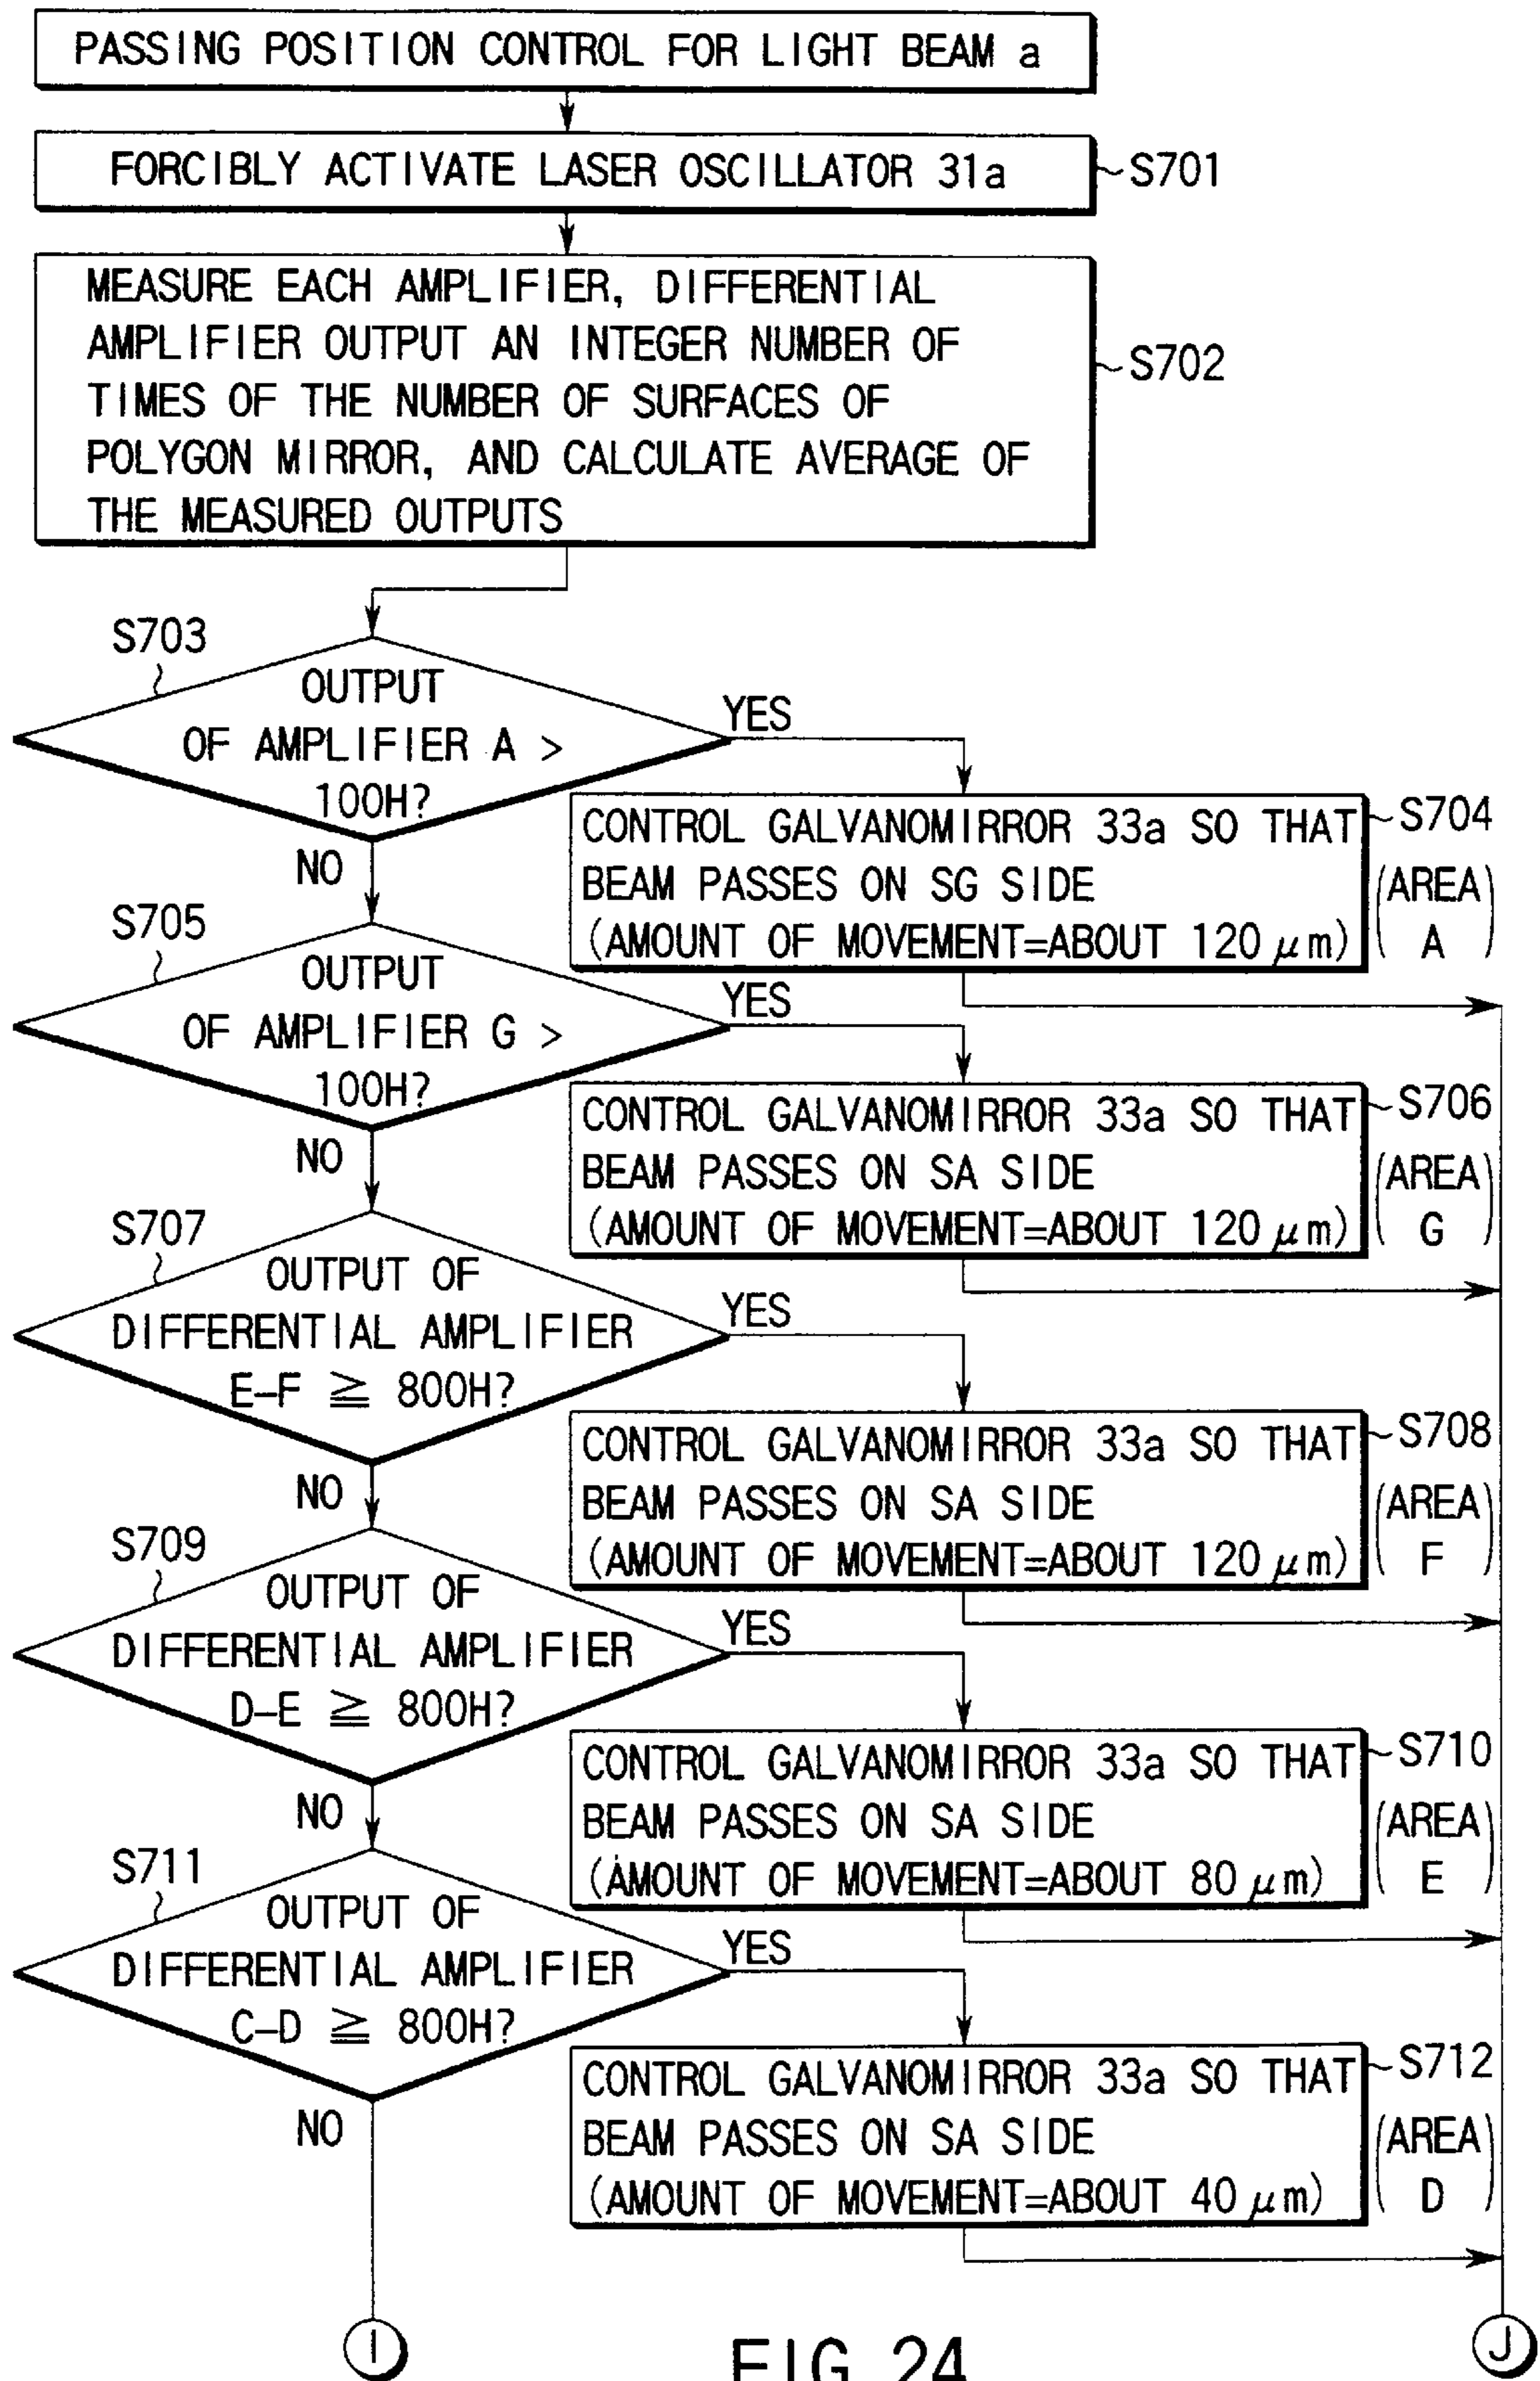 PASSING POSITION CONTROL FOR LIGHT BEAM a
FORCIBLY ACTIVATE LASER OSCILLATOR 31a
S701
MEASURE EACH AMPLIFIER, DIFFERENTIAL
AMPLIFIER OUTPUT AN INTEGER NUMBER OF
TIMES OF THE NUMBER OF SURFACES OF
POLYGON MIRROR, AND CALCULATE AVERAGE OF
THE MEASURED OUTPUTS
S702
S703
OUTPUT
OF AMPLIFIER A >
100H?
YES
NO
CONTROL GALVANOMIRROR 33a SO THAT
BEAM PASSES ON SG SIDE
(AMOUNT OF MOVEMENT=ABOUT 120 μm)
S704
(AREA
A)
S705
OUTPUT
OF AMPLIFIER G >
100H?
YES
NO
CONTROL GALVANOMIRROR 33a SO THAT
BEAM PASSES ON SA SIDE
(AMOUNT OF MOVEMENT=ABOUT 120 μm)
S706
(AREA
G)
S707
OUTPUT OF
DIFFERENTIAL AMPLIFIER
E-F ≧ 800H?
YES
NO
CONTROL GALVANOMIRROR 33a SO THAT
BEAM PASSES ON SA SIDE
(AMOUNT OF MOVEMENT=ABOUT 120 μm)
S708
(AREA
F)
S709
OUTPUT OF
DIFFERENTIAL AMPLIFIER
D-E ≧ 800H?
YES
NO
CONTROL GALVANOMIRROR 33a SO THAT
BEAM PASSES ON SA SIDE
(AMOUNT OF MOVEMENT=ABOUT 80 μm)
S710
(AREA
E)
S711
OUTPUT OF
DIFFERENTIAL AMPLIFIER
C-D ≧ 800H?
YES
NO
CONTROL GALVANOMIRROR 33a SO THAT
BEAM PASSES ON SA SIDE
(AMOUNT OF MOVEMENT=ABOUT 40 μm)
S712
(AREA
D)
I
J
FIG. 24